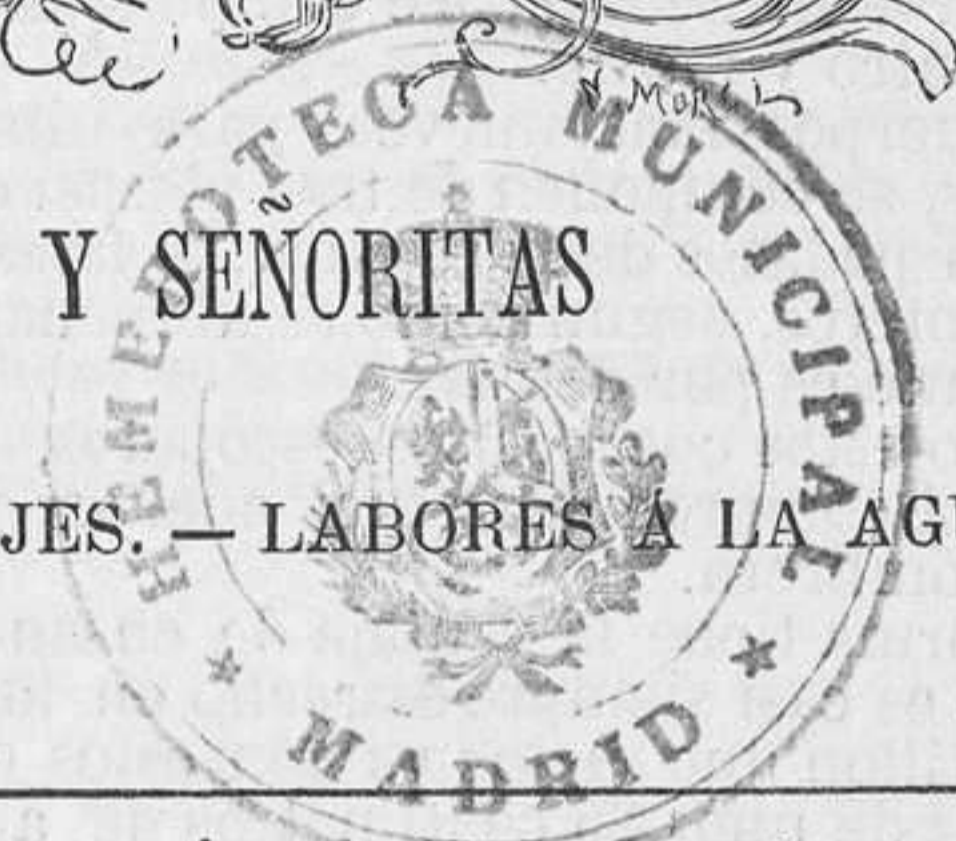 Y SEÑORITAS
JES. — LABORES Á LA AG
HEMEROTECA MUNICIPAL
★ MADRID ★